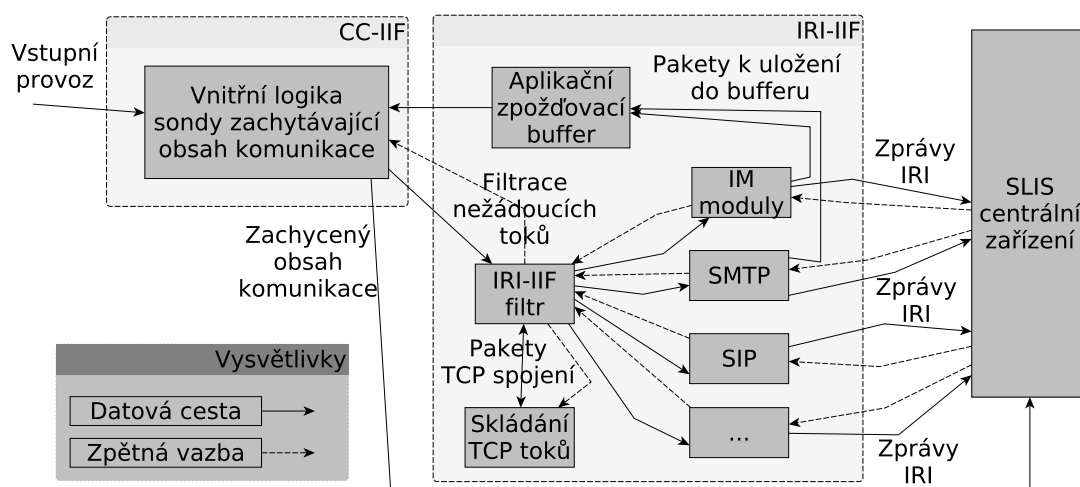 CC-IIF
IRI-IIF
Vstupní
provoz
Vnitřní logika
sondy zachytávající
obsah komunikace
Aplikační
zpožďovací
buffer
Pakety k uložení
do bufferu
Zprávy
IRI
SLIS
centrální
zařízení
IM
moduly
Filtrace
nežádoucích
toků
Zachycený
obsah
komunikace
IRI-IIF
filtr
SMTP
Zprávy
IRI
SIP
Pakety
TCP spojení
Skládání
TCP toků
...
Zprávy
IRI
Vysvětlivky
Datová cesta
Zpětná vazba